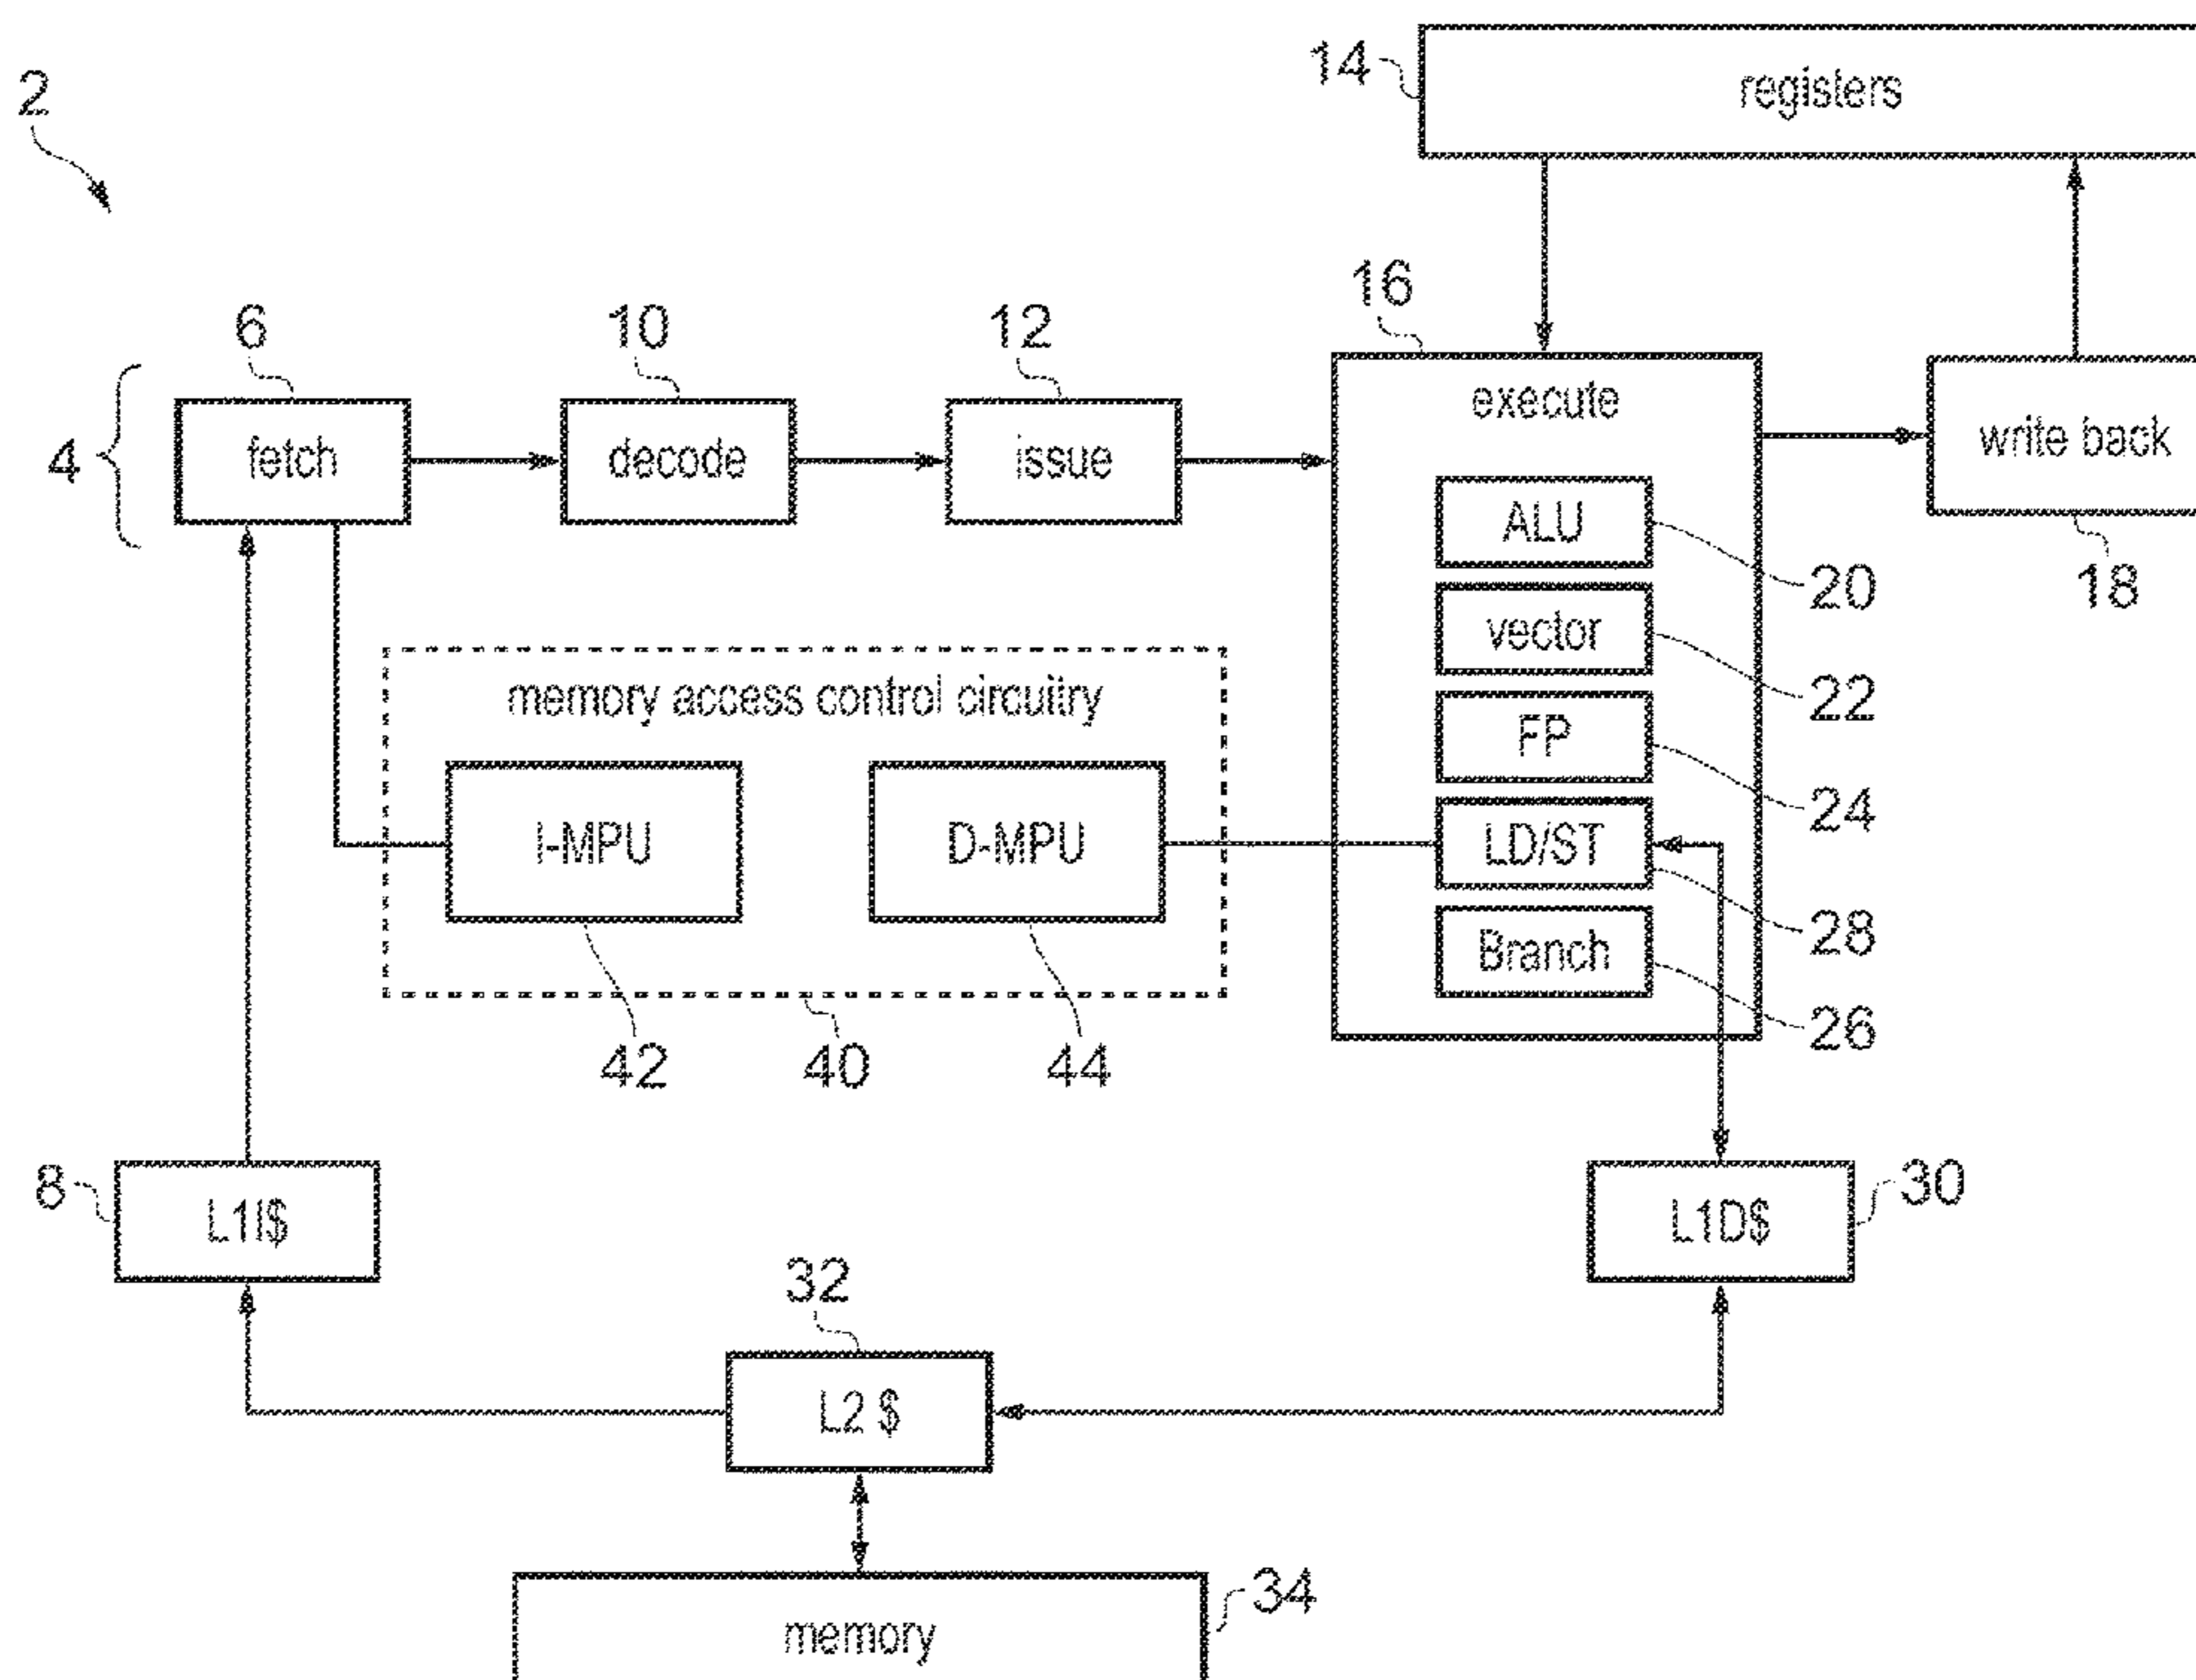 14
registers
2
16
6
10
12
4
fetch
decode
issue
execute
write back
18
ALU
20
vector
22
FP
24
LD/ST
28
Branch
26
memory access control circuitry
I-MPU
D-MPU
42
40
44
8
L1I$
L1D$
30
32
L2 $
34
memory